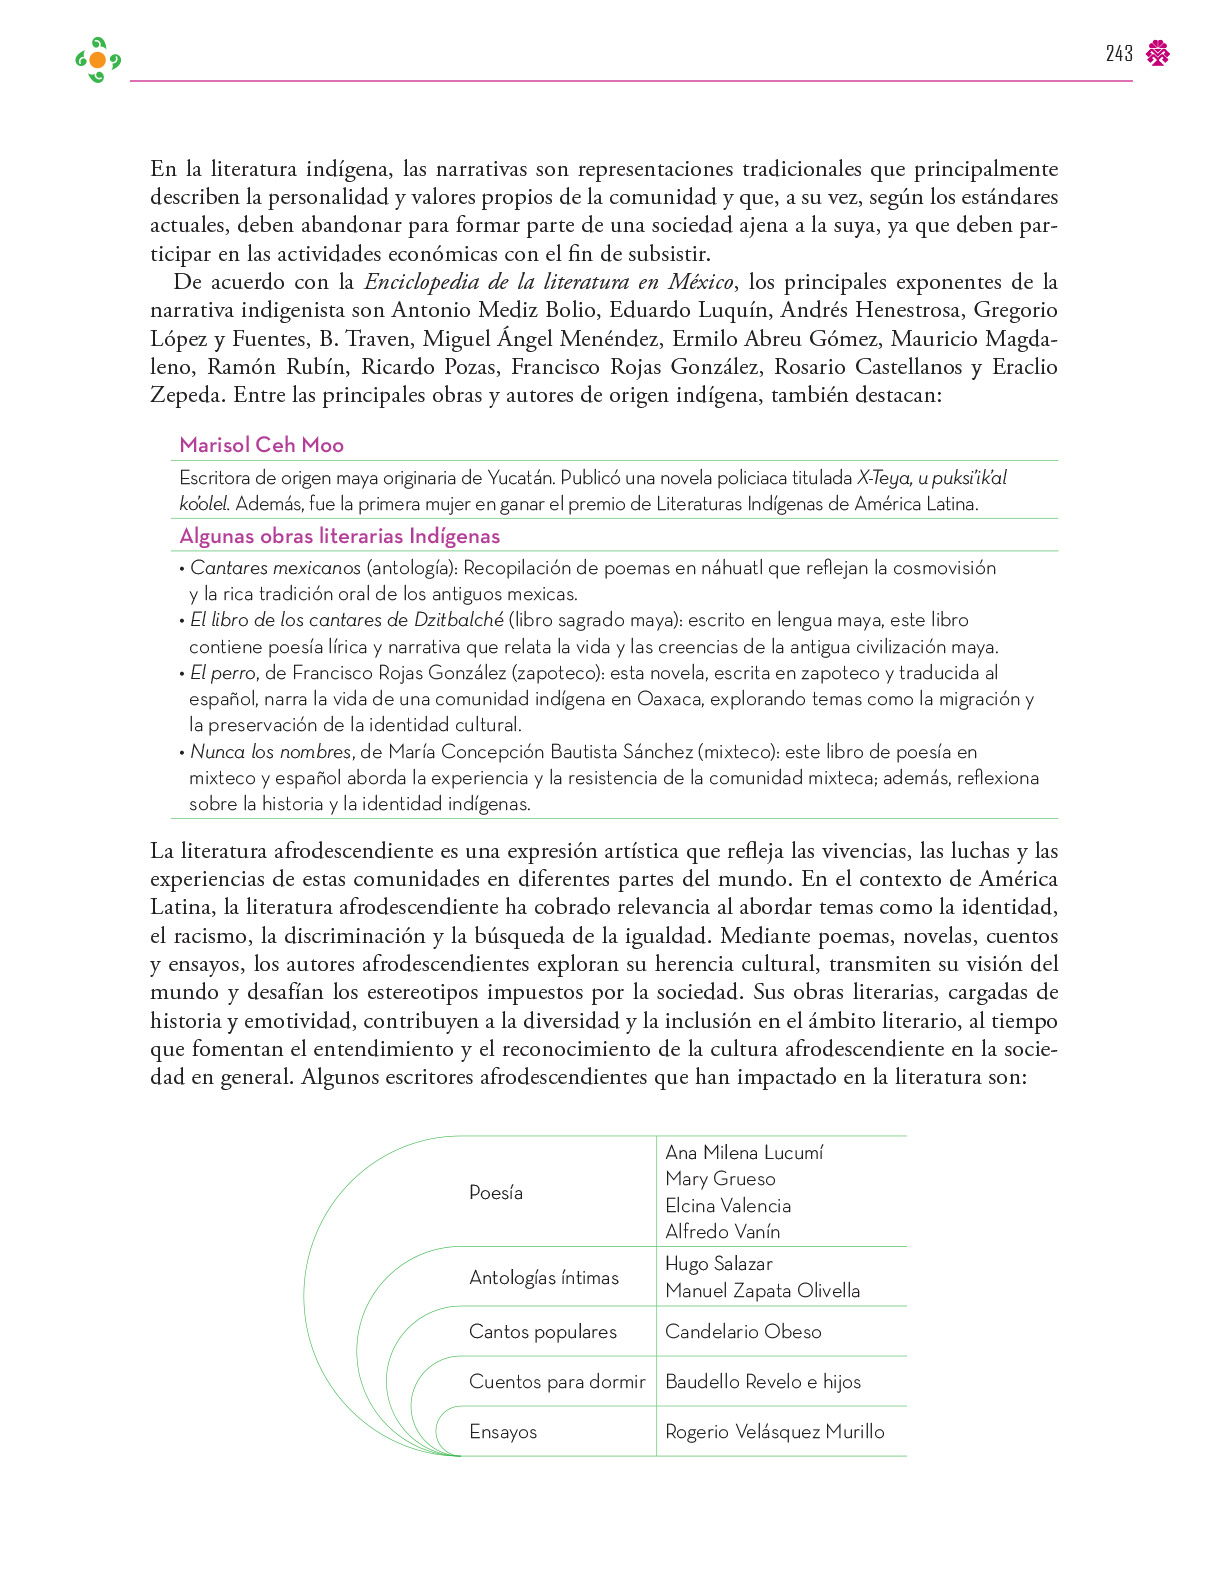 243
En la literatura indígena, las narrativas son representaciones tradicionales que principalmente
describen la personalidad y valores propios de la comunidad y que, a su vez, según los estándares
actuales, deben abandonar para formar parte de una sociedad ajena a la suya, ya que deben par-
ticipar en las actividades económicas con el fin de subsistir.
De acuerdo con la Enciclopedia de la literatura en México, los principales exponentes de la
narrativa indigenista son Antonio Mediz Bolio, Eduardo Luquín, Andrés Henestrosa, Gregorio
López y Fuentes, B. Traven, Miguel Ángel Menéndez, Ermilo Abreu Gómez, Mauricio Magda-
leno, Ramón Rubín, Ricardo Pozas, Francisco Rojas González, Rosario Castellanos y Eraclio
Zepeda. Entre las principales obras y autores de origen indígena, también destacan:
Marisol Ceh Moo
Escritora de origen maya originaria de Yucatán. Publicó una novela policiaca titulada X-Teya, u puksi'ik'al
ko'olel. Además, fue la primera mujer en ganar el premio de Literaturas Indígenas de América Latina.
Algunas obras literarias Indígenas
• Cantares mexicanos (antología): Recopilación de poemas en náhuatl que reflejan la cosmovisión
y la rica tradición oral de los antiguos mexicas.
• El libro de los cantares de Dzitbalché (libro sagrado maya): escrito en lengua maya, este libro
contiene poesía lírica y narrativa que relata la vida y las creencias de la antigua civilización maya.
• El perro, de Francisco Rojas González (zapoteco): esta novela, escrita en zapoteco y traducida al
español, narra la vida de una comunidad indígena en Oaxaca, explorando temas como la migración y
la preservación de la identidad cultural.
• Nunca los nombres, de María Concepción Bautista Sánchez (mixteco): este libro de poesía en
mixteco y español aborda la experiencia y la resistencia de la comunidad mixteca; además, reflexiona
sobre la historia y la identidad indígenas.
La literatura afrodescendiente es una expresión artística que refleja las vivencias, las luchas y las
experiencias de estas comunidades en diferentes partes del mundo. En el contexto de América
Latina, la literatura afrodescendiente ha cobrado relevancia al abordar temas como la identidad,
el racismo, la discriminación y la búsqueda de la igualdad. Mediante poemas, novelas, cuentos
y ensayos, los autores afrodescendientes exploran su herencia cultural, transmiten su visión del
mundo y desafían los estereotipos impuestos por la sociedad. Sus obras literarias, cargadas de
historia y emotividad, contribuyen a la diversidad y la inclusión en el ámbito literario, al tiempo
que fomentan el entendimiento y el reconocimiento de la cultura afrodescendiente en la socie-
dad en general. Algunos escritores afrodescendientes que han impactado en la literatura son:
Poesía
Ana Milena Lucumí
Mary Grueso
Elcina Valencia
Alfredo Vanín
Antologías íntimas
Hugo Salazar
Manuel Zapata Olivella
Cantos populares
Candelario Obeso
Cuentos para dormir
Baudello Revelo e hijos
Ensayos
Rogerio Velásquez Murillo